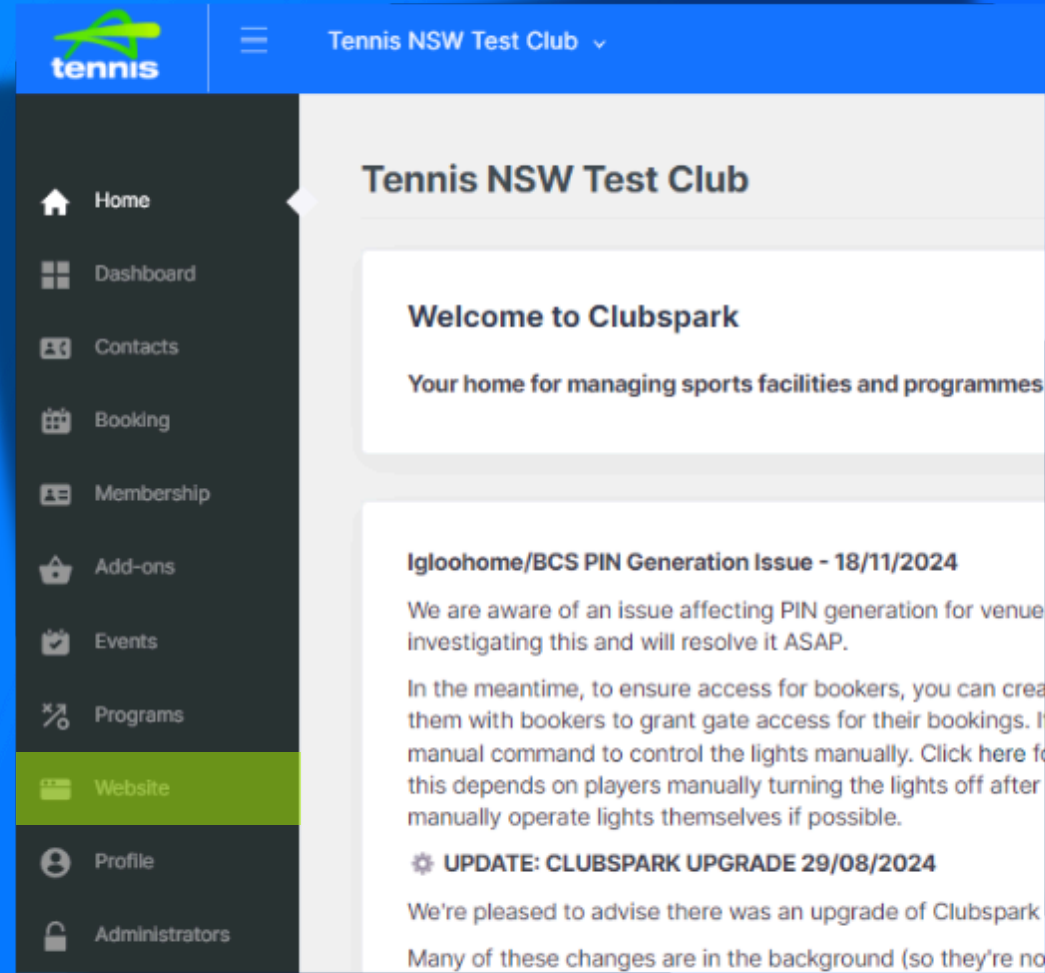 tennis
Tennis NSW Test Club
Home
Dashboard
Contacts
Booking
Membership
Add-ons
Events
Programs
Website
Profile
Administrators
Tennis NSW Test Club
Welcome to Clubspark
Your home for managing sports facilities and programmes
Igloohome/BCS PIN Generation Issue - 18/11/2024
We are aware of an issue affecting PIN generation for venue
investigating this and will resolve it ASAP.
In the meantime, to ensure access for bookers, you can crea
them with bookers to grant gate access for their bookings. I
manual command to control the lights manually. Click here fo
this depends on players manually turning the lights off after
manually operate lights themselves if possible.
UPDATE: CLUBSPARK UPGRADE 29/08/2024
We're pleased to advise there was an upgrade of Clubspark
Many of these changes are in the background (so they're no